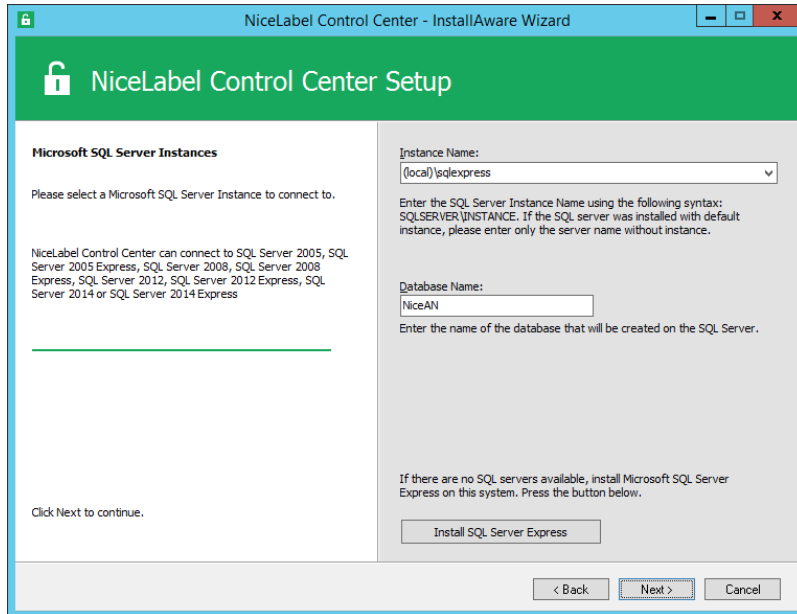 NiceLabel Control Center - InstallAware Wizard
NiceLabel Control Center Setup
Microsoft SQL Server Instances
Please select a Microsoft SQL Server Instance to connect to.
NiceLabel Control Center can connect to SQL Server 2005, SQL
Server 2005 Express, SQL Server 2008, SQL Server 2008
Express, SQL Server 2012, SQL Server 2012 Express, SQL
Server 2014 or SQL Server 2014 Express
Click Next to continue.
Instance Name:
(local)\sqlexpress
Enter the SQL Server Instance Name using the following syntax:
SQLSERVER\INSTANCE. If the SQL server was installed with default
instance, please enter only the server name without instance.
Database Name:
NiceAN
Enter the name of the database that will be created on the SQL Server.
If there are no SQL servers available, install Microsoft SQL Server
Express on this system. Press the button below.
Install SQL Server Express
< Back
Next >
Cancel